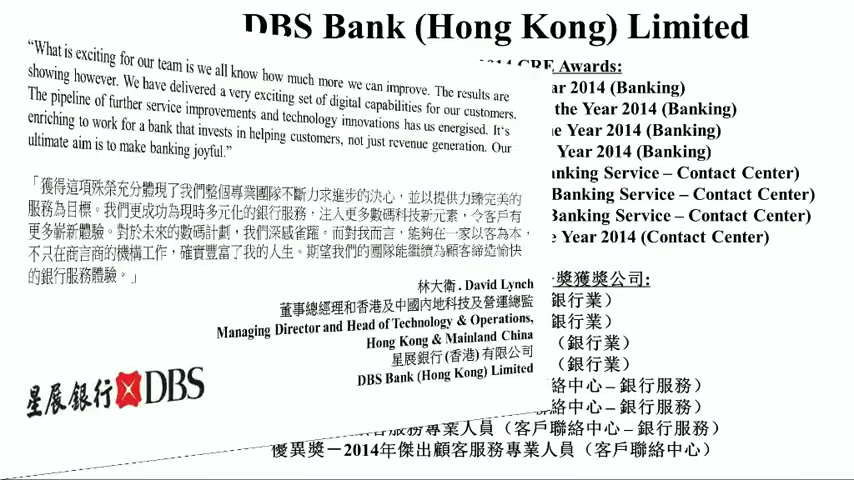 DBS Bank (Hong Kong) Limited
2014 CRE Awards:
ar 2014 (Banking)
the Year 2014 (Banking)
e Year 2014 (Banking)
Year 2014 (Banking)
anking Service – Contact Center)
Banking Service – Contact Center)
Banking Service – Contact Center)
e Year 2014 (Contact Center)
獎獲獎公司:
銀行業）
銀行業）
（銀行業）
（銀行業）
絡中心 – 銀行服務）
絡中心 – 銀行服務）
客服務專業人員（客戶聯絡中心 – 銀行服務）
優異獎－2014年傑出顧客服務專業人員（客戶聯絡中心）
“What is exciting for our team is we all know how much more we can improve. The results are
showing however. We have delivered a very exciting set of digital capabilities for our customers.
The pipeline of further service improvements and technology innovations has us energised. It's
enriching to work for a bank that invests in helping customers, not just revenue generation. Our
ultimate aim is to make banking joyful.”
「獲得這項殊榮充分體現了我們整個專業團隊不斷力求進步的決心，並以提供力臻完美的
服務為目標。我們更成功為現時多元化的銀行服務，注入更多數碼科技新元素，令客戶有
更多嶄新體驗。對於未來的數碼計劃，我們深感雀躍。而對我而言，能夠在一家以客為本，
不只在商言商的機構工作，確實豐富了我的人生。期望我們的團隊能繼續為顧客締造愉快
的銀行服務體驗。」
林大衛 . David Lynch
董事總經理和香港及中國內地科技及營運總監
Managing Director and Head of Technology & Operations,
Hong Kong & Mainland China
星展銀行 (香港) 有限公司
DBS Bank (Hong Kong) Limited
星展銀行 DBS